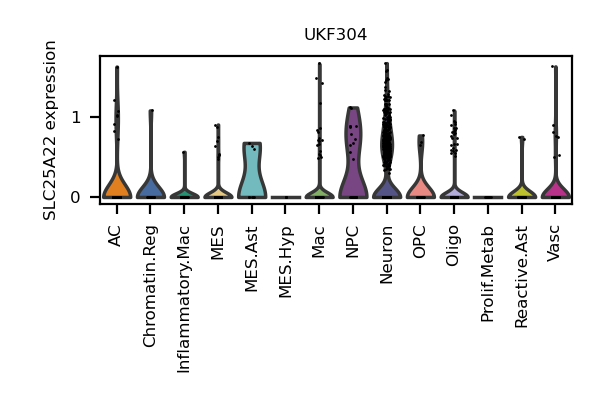 UKF304
SLC25A22 expression
1
0
AC
Chromatin.Reg
Inflammatory.Mac
MES
MES.Ast
MES.Hyp
Mac
NPC
Neuron
OPC
Oligo
Prolif.Metab
Reactive.Ast
Vasc